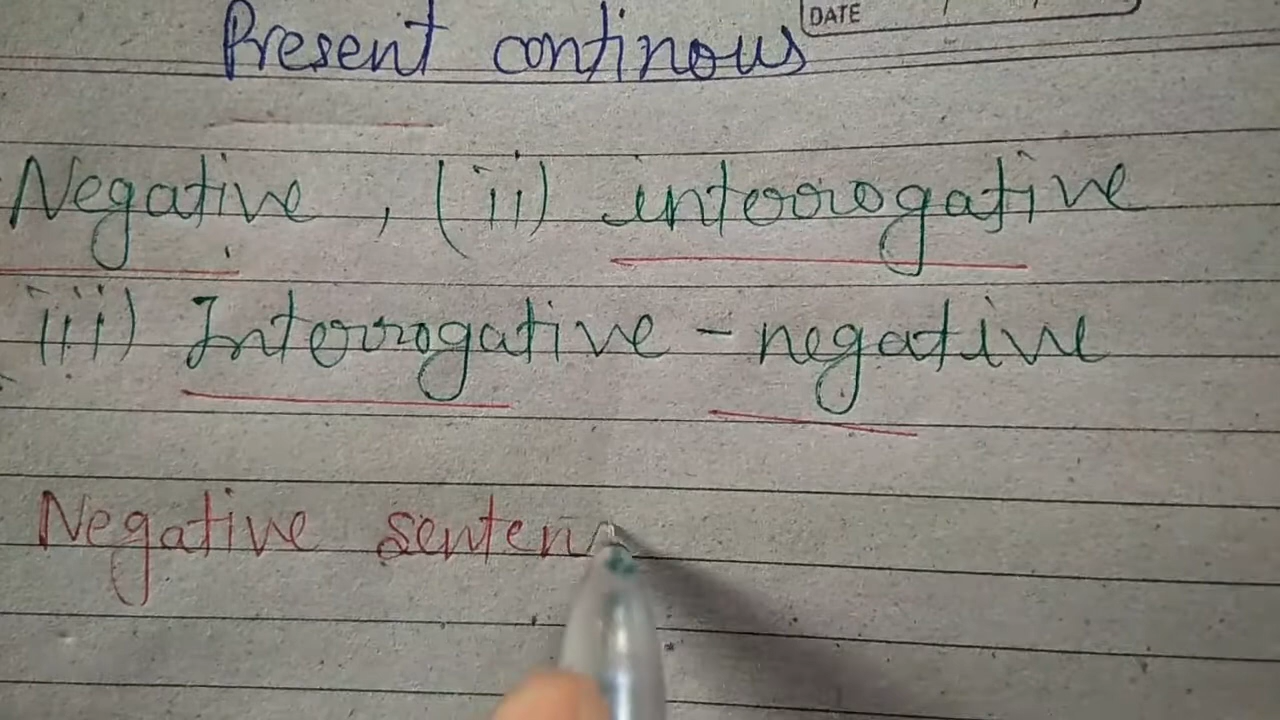 DATE
Present continous
Negative, (ii) interrogative
iii) Interrogative - negative
Negative senten